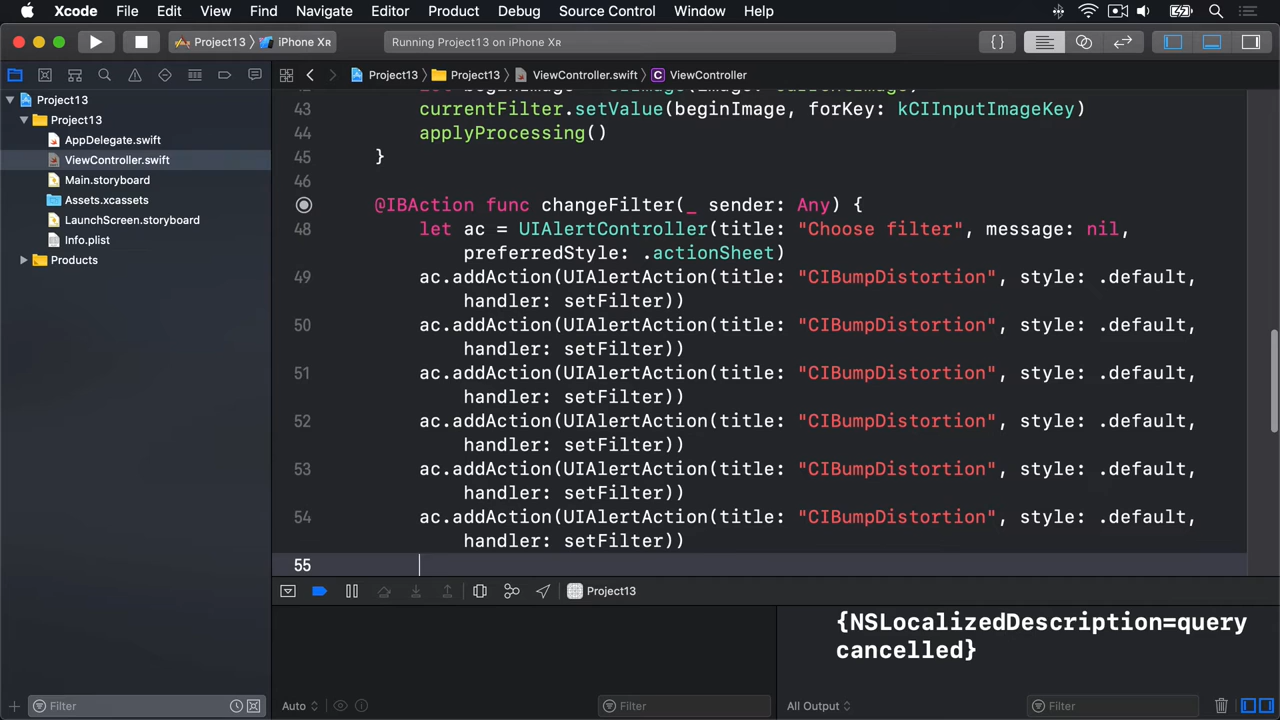 Xcode File Edit View Find Navigate Editor Product Debug Source Control Window Help
Project13 iPhone XR Running Project13 on iPhone XR
Project13 Project13 ViewController.swift C ViewController
Project13
Project13
AppDelegate.swift
ViewController.swift
Main.storyboard
Assets.xcassets
LaunchScreen.storyboard
Info.plist
Products
43 currentFilter.setValue(beginImage, forKey: kCIInputImageKey)
44 applyProcessing()
45 }
46
@IBAction func changeFilter(_ sender: Any) {
48 let ac = UIAlertController(title: "Choose filter", message: nil,
preferredStyle: .actionSheet)
49 ac.addAction(UIAlertAction(title: "CIBumpDistortion", style: .default,
handler: setFilter))
50 ac.addAction(UIAlertAction(title: "CIBumpDistortion", style: .default,
handler: setFilter))
51 ac.addAction(UIAlertAction(title: "CIBumpDistortion", style: .default,
handler: setFilter))
52 ac.addAction(UIAlertAction(title: "CIBumpDistortion", style: .default,
handler: setFilter))
53 ac.addAction(UIAlertAction(title: "CIBumpDistortion", style: .default,
handler: setFilter))
54 ac.addAction(UIAlertAction(title: "CIBumpDistortion", style: .default,
handler: setFilter))
55
Project13
{NSLocalizedDescription=query
cancelled}
Filter Auto Filter All Output Filter